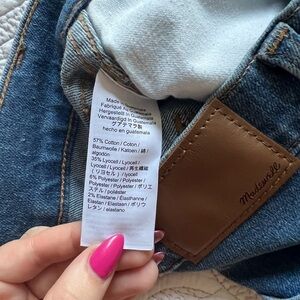 Made in Guatemala
Fabriqué au Guatemala
Hergestellt in Guatemala
Vervaardigd in Guatemala
グアテマラ製
hecho en guatemala
57% Cotton / Coton /
Baumwolle / Katoen / 綿 /
algodón
35% Lyocell / Lyocell /
Lyocell / Lyocell / 再生繊維
(リヨセル) / lyocell
6% Polyester / Polyester /
Polyester / Polyester / ポリエ
ステル / poliéster
2% Elastane / Élasthanne /
Elastan / Elasteen / ポリウ
レタン / elastano
Madewell